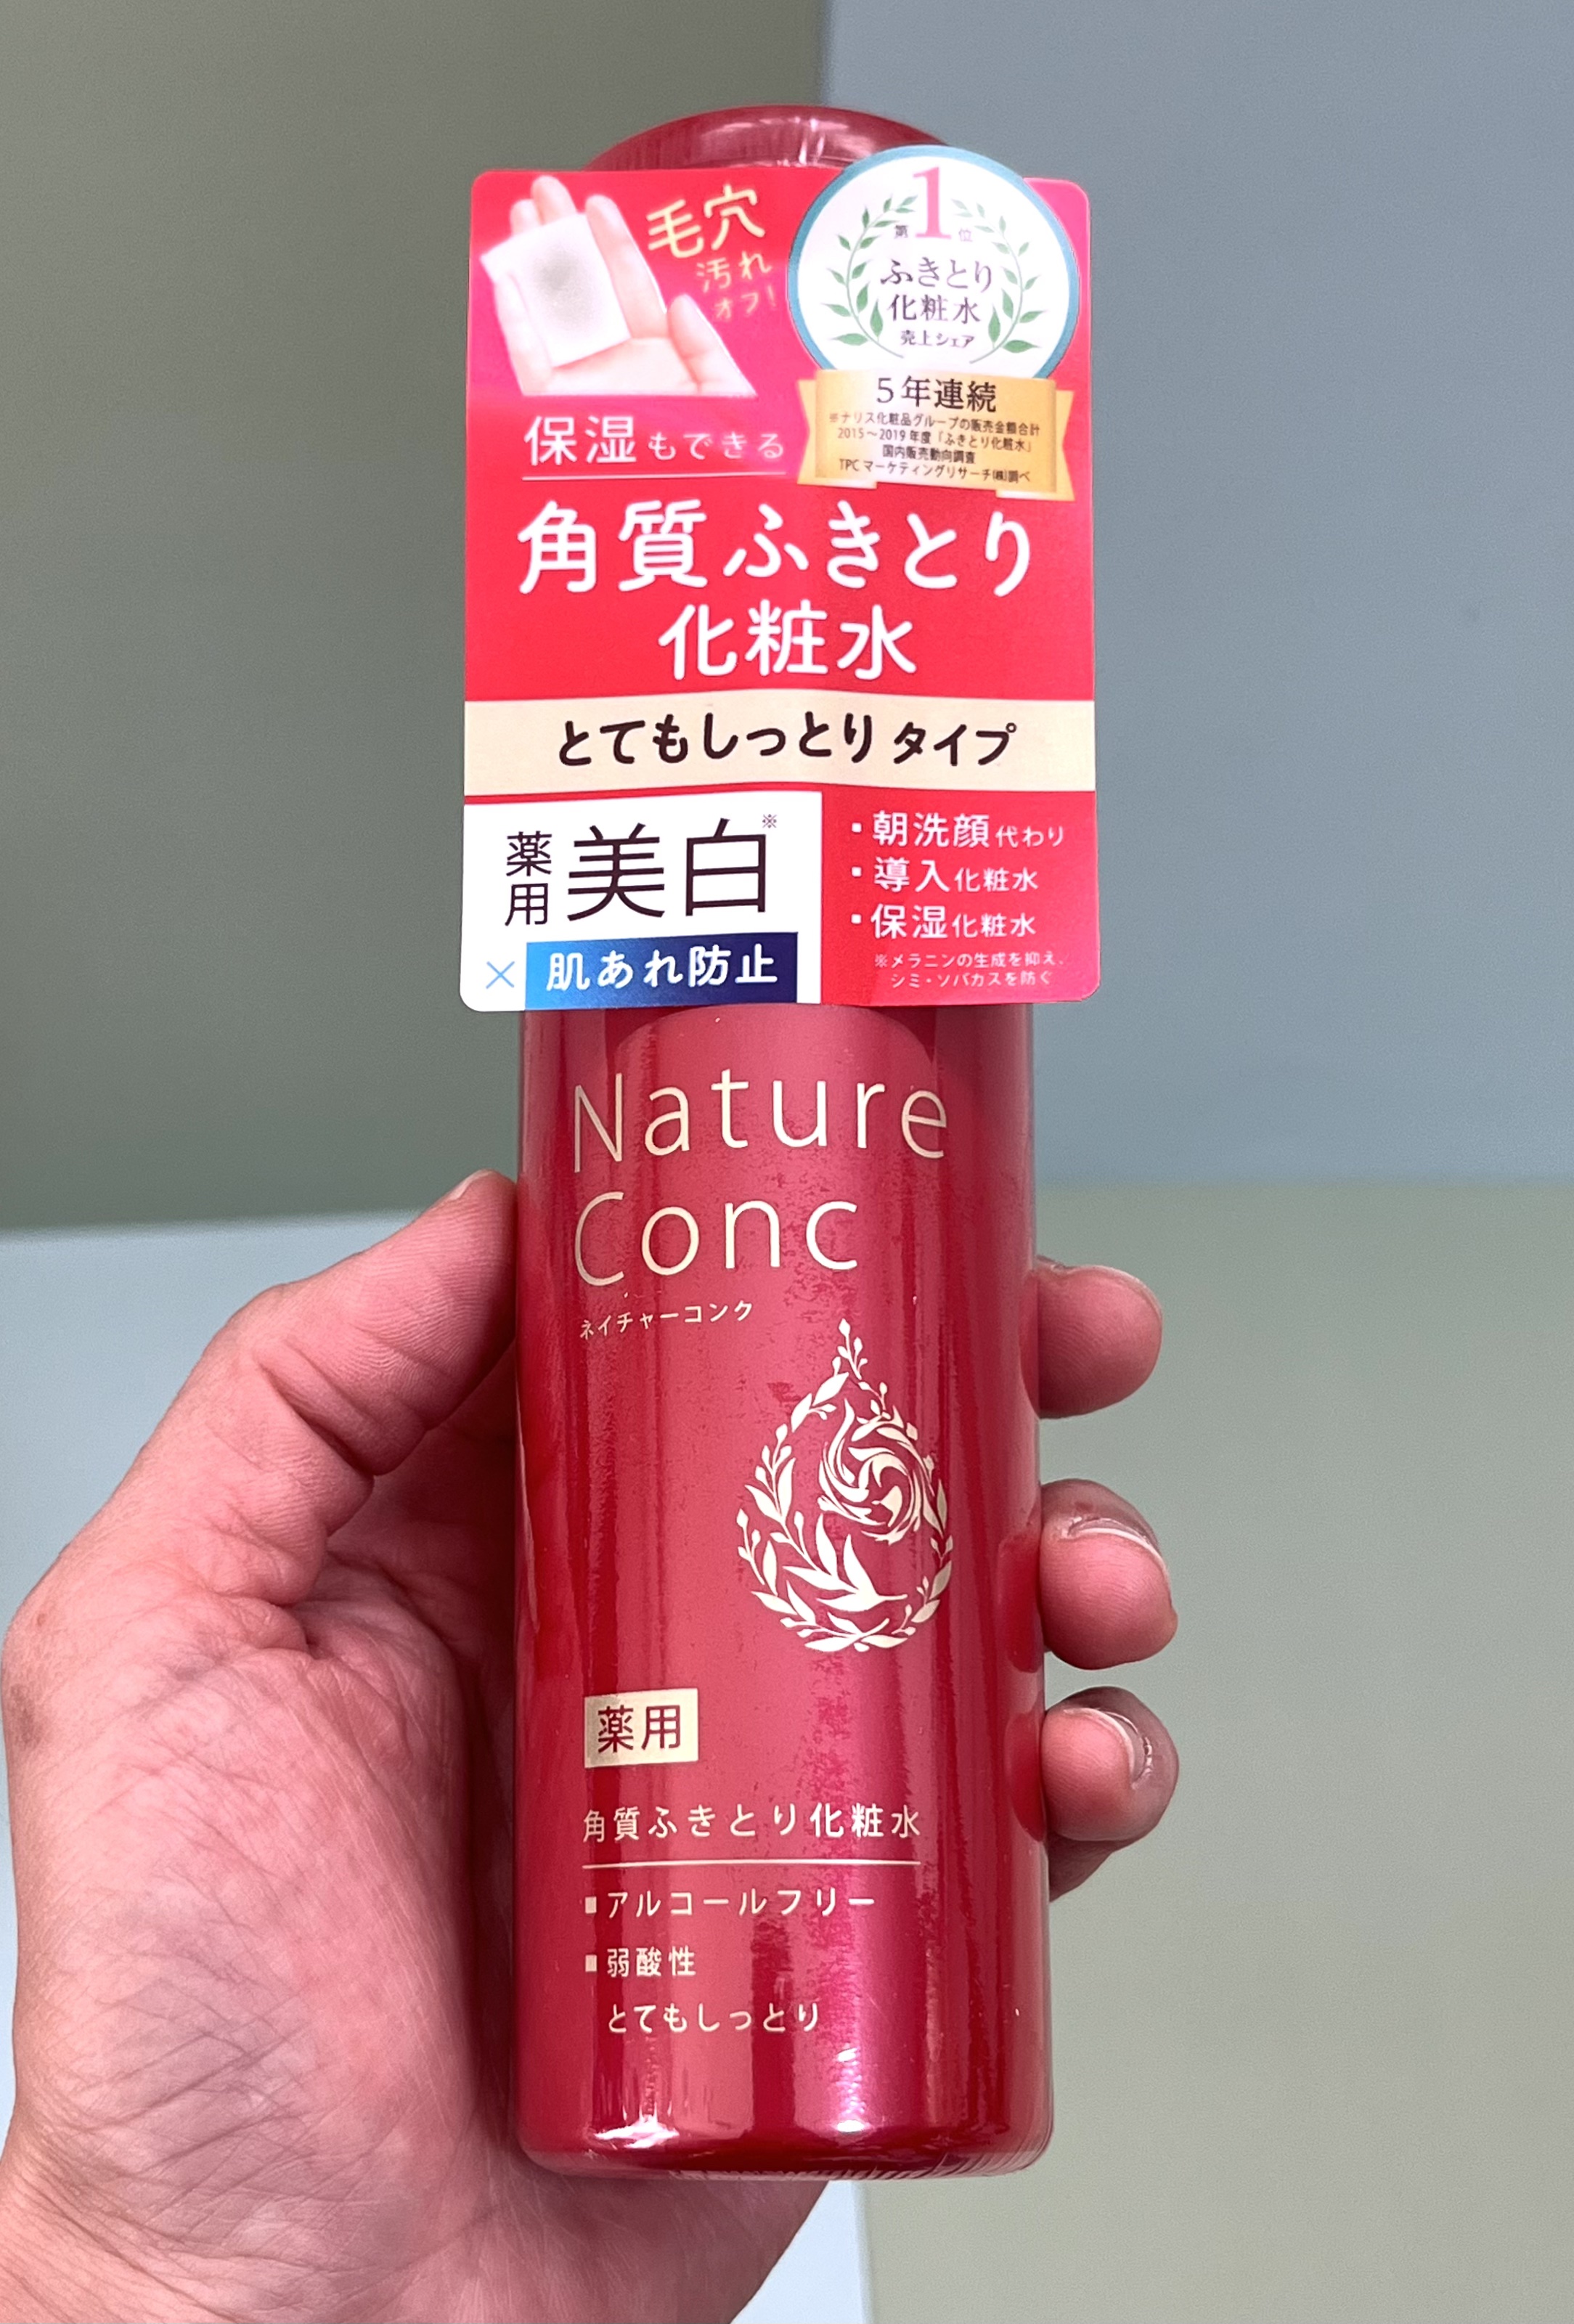 毛穴
汚れ
オフ!
第1位
ふきとり
化粧水
売上シェア
5年連続
※ナリス化粧品グループの販売金額合計
2015～2019年度「ふきとり化粧水」
国内販売動向調査
TPCマーケティングリサーチ㈱調べ
保湿もできる
角質ふきとり
化粧水
とてもしっとりタイプ
薬用美白※
×肌あれ防止
・朝洗顔代わり
・導入化粧水
・保湿化粧水
※メラニンの生成を抑え、
シミ・ソバカスを防ぐ
Nature
Conc
ネイチャーコンク
薬用
角質ふきとり化粧水
■アルコールフリー
■弱酸性
とてもしっとり